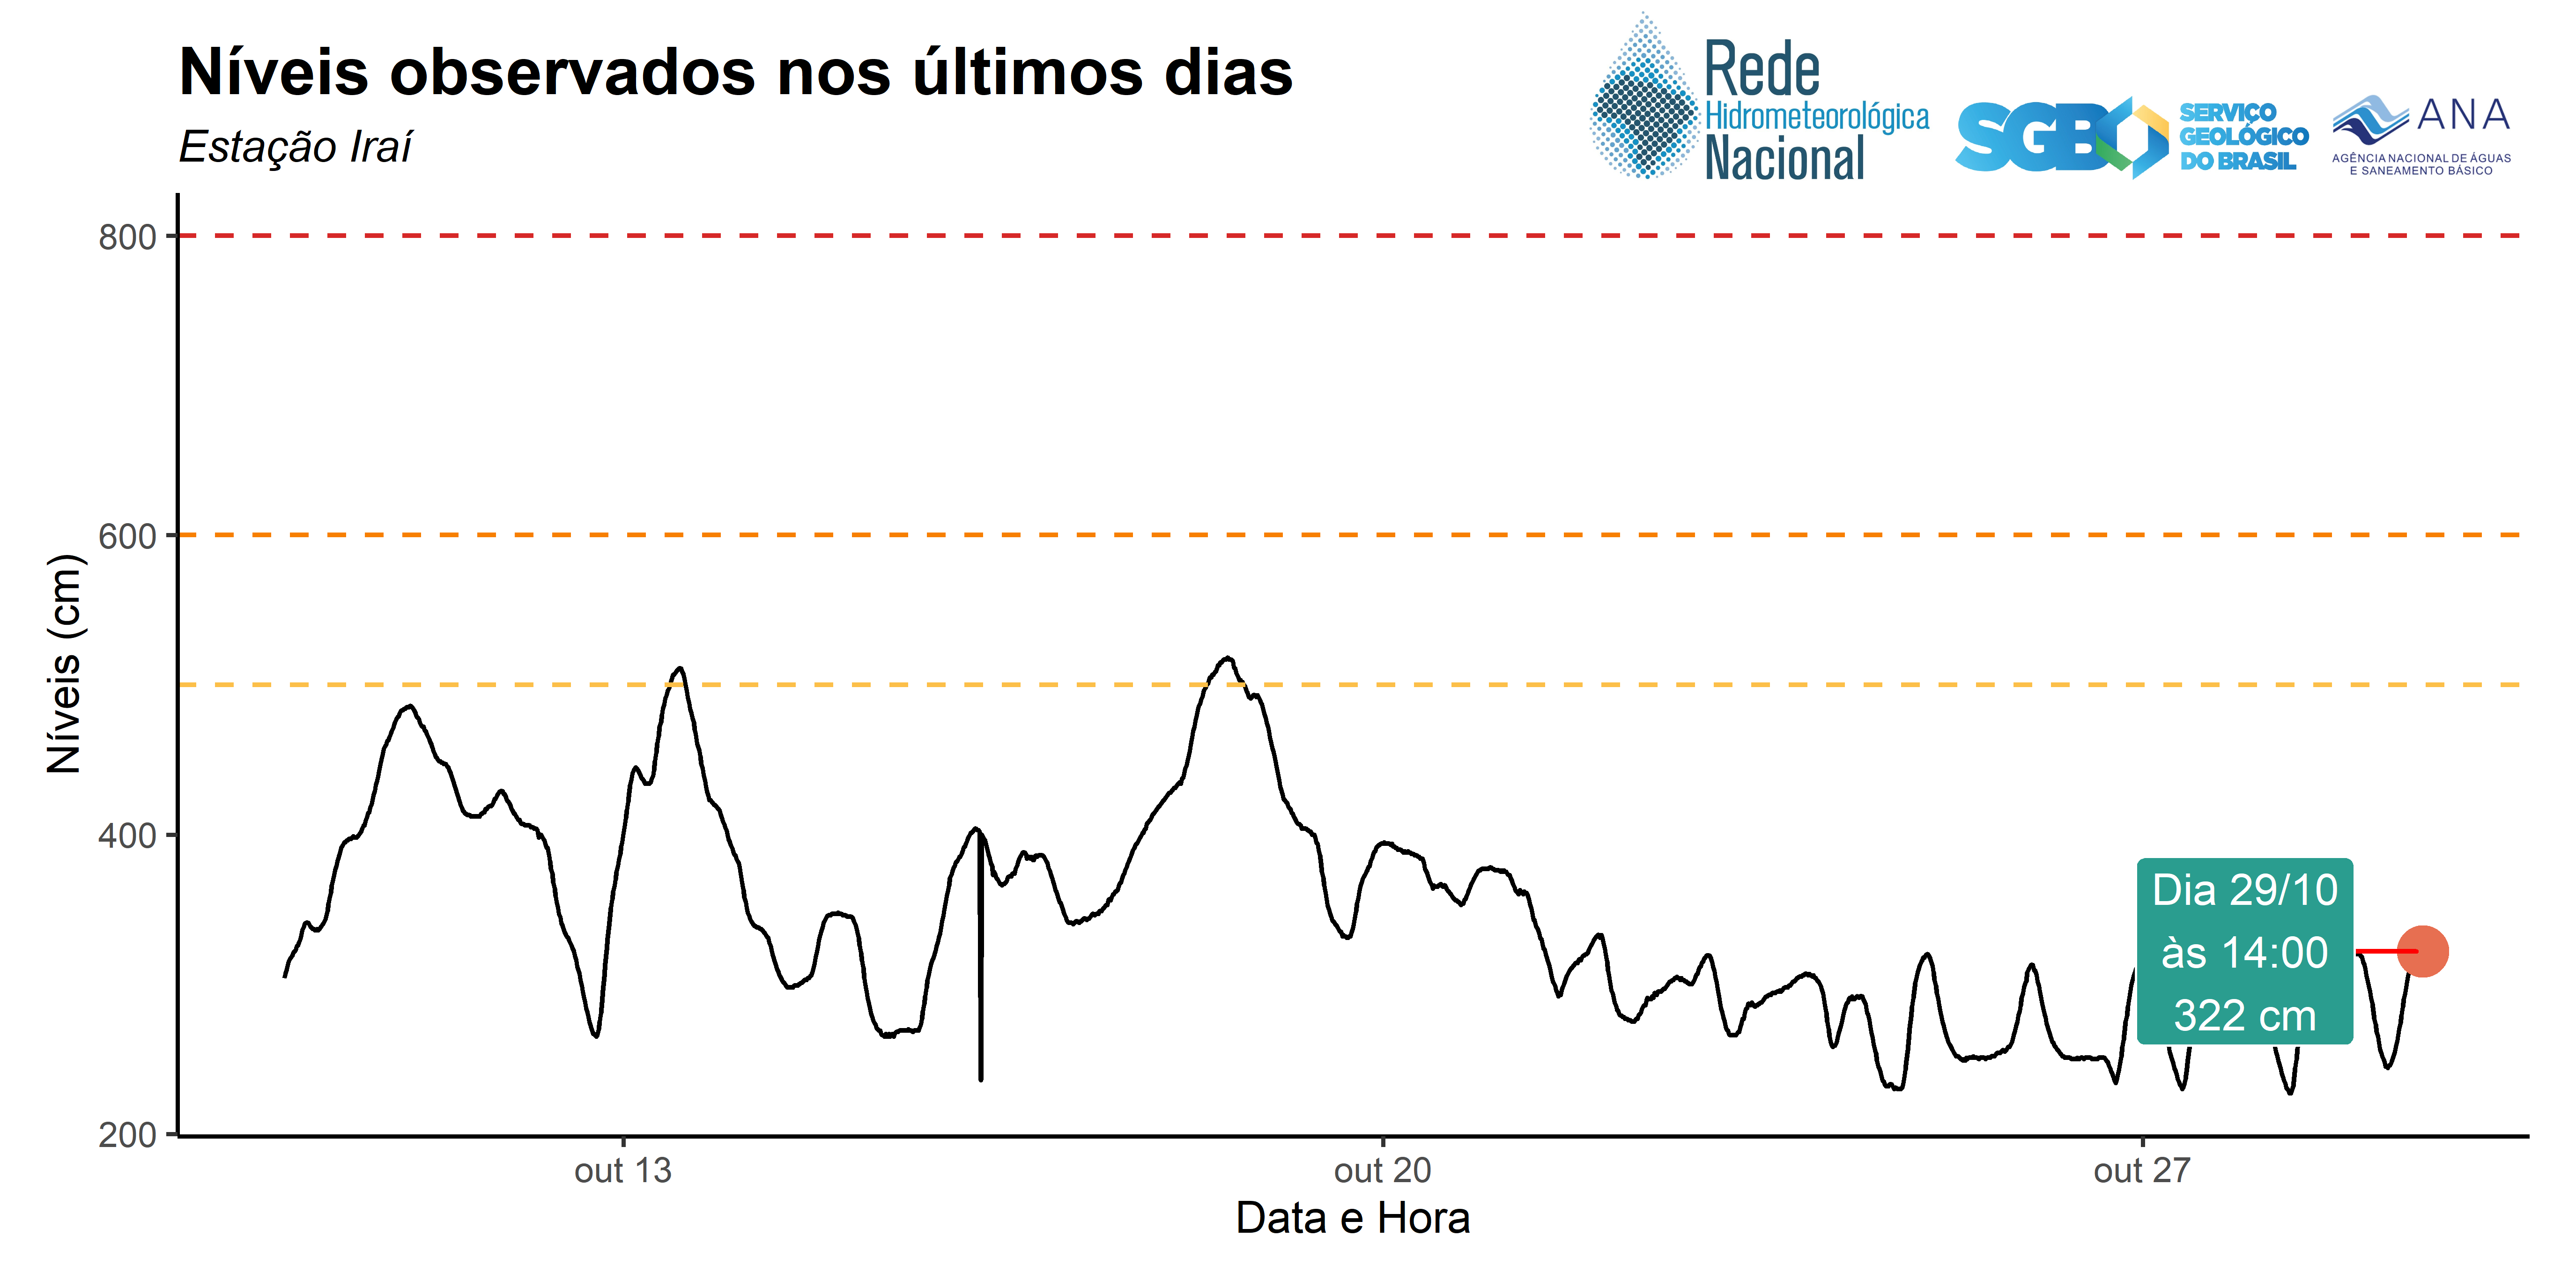 Níveis observados nos últimos dias
Estação Iraí
Rede
Hidrometeorológica
Nacional
SGB
SERVIÇO
GEOLÓGICO
DO BRASIL
ANA
AGÊNCIA NACIONAL DE ÁGUAS
E SANEAMENTO BÁSICO
Níveis (cm)
800
600
400
200
Dia 29/10
às 14:00
322 cm
out 13
out 20
out 27
Data e Hora